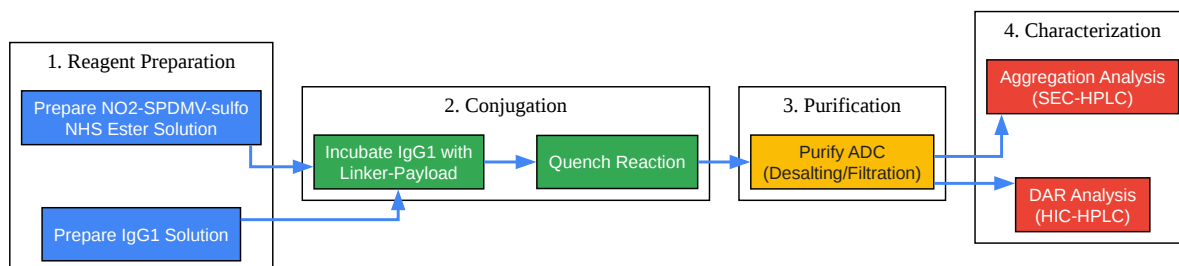 1. Reagent Preparation
Prepare NO2-SPDMV-sulfo
NHS Ester Solution
Prepare IgG1 Solution
2. Conjugation
Incubate IgG1 with
Linker-Payload
Quench Reaction
3. Purification
Purify ADC
(Desalting/Filtration)
4. Characterization
Aggregation Analysis
(SEC-HPLC)
DAR Analysis
(HIC-HPLC)